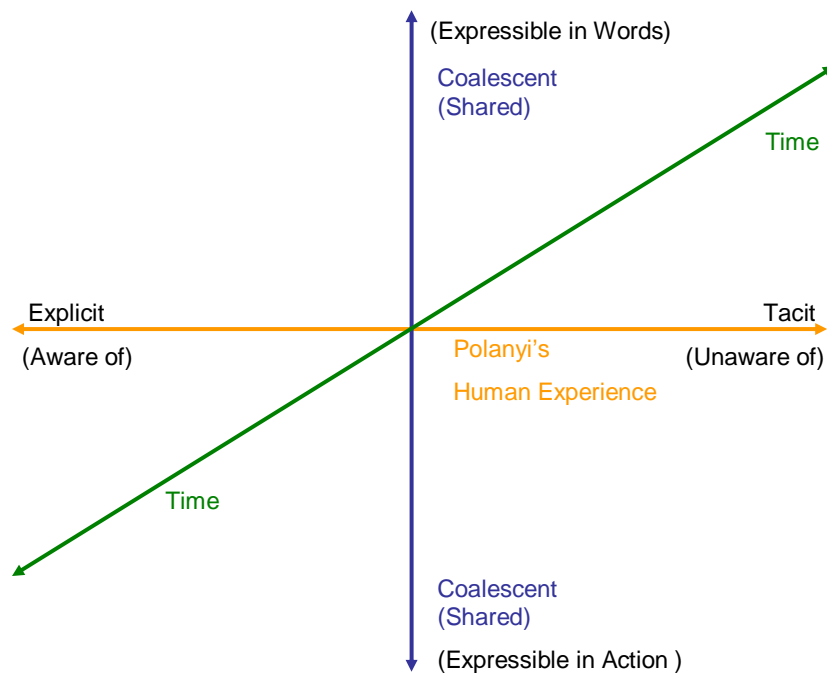 (Expressible in Words)
Coalescent
(Shared)
Time
Explicit
Tacit
(Aware of)
Polanyi's
(Unaware of)
Human Experience
Time
Coalescent
(Shared)
(Expressible in Action )